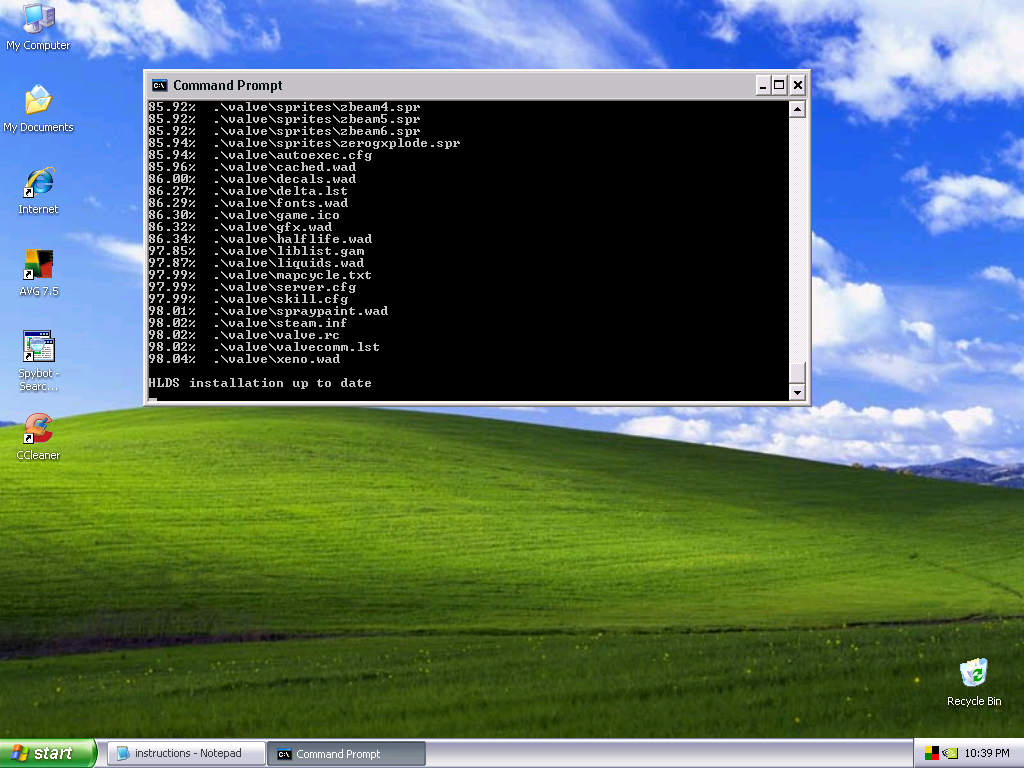 My Computer
My Documents
Internet
AVG 7.5
Spybot -
Searc...
CCleaner
C:\ Command Prompt
85.92% .\valve\sprites\zbeam4.spr
85.92% .\valve\sprites\zbeam5.spr
85.92% .\valve\sprites\zbeam6.spr
85.94% .\valve\sprites\zerogxplode.spr
85.94% .\valve\autoexec.cfg
85.96% .\valve\cached.wad
86.00% .\valve\decals.wad
86.27% .\valve\delta.lst
86.29% .\valve\fonts.wad
86.30% .\valve\game.ico
86.32% .\valve\gfx.wad
86.34% .\valve\halflife.wad
97.85% .\valve\liblist.gam
97.87% .\valve\liquids.wad
97.99% .\valve\mapcycle.txt
97.99% .\valve\server.cfg
97.99% .\valve\skill.cfg
98.01% .\valve\spraypaint.wad
98.02% .\valve\steam.inf
98.02% .\valve\valve.rc
98.02% .\valve\valvecomm.lst
98.04% .\valve\xeno.wad
HLDS installation up to date
Recycle Bin
start
instructions - Notepad
C:\ Command Prompt
10:39 PM